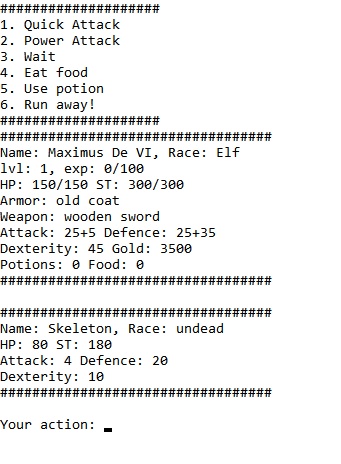 ####################
1. Quick Attack
2. Power Attack
3. Wait
4. Eat food
5. Use potion
6. Run away!
####################
##################################
Name: Maximus De VI, Race: Elf
lvl: 1, exp: 0/100
HP: 150/150 ST: 300/300
Armor: old coat
Weapon: wooden sword
Attack: 25+5 Defence: 25+35
Dexterity: 45 Gold: 3500
Potions: 0 Food: 0
##################################
##################################
Name: Skeleton, Race: undead
HP: 80 ST: 180
Attack: 4 Defence: 20
Dexterity: 10
##################################
Your action: